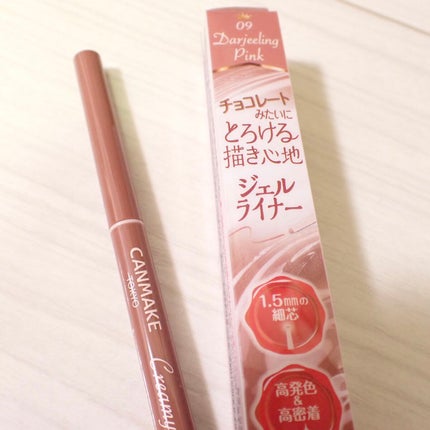 09
Darjeeling
Pink
チョコレート
みたいに
とろける
描き心地
ジェル
ライナー
1.5mmの
細芯
高発色
&
高密着
CANMAKE
TOKYO
Creamy